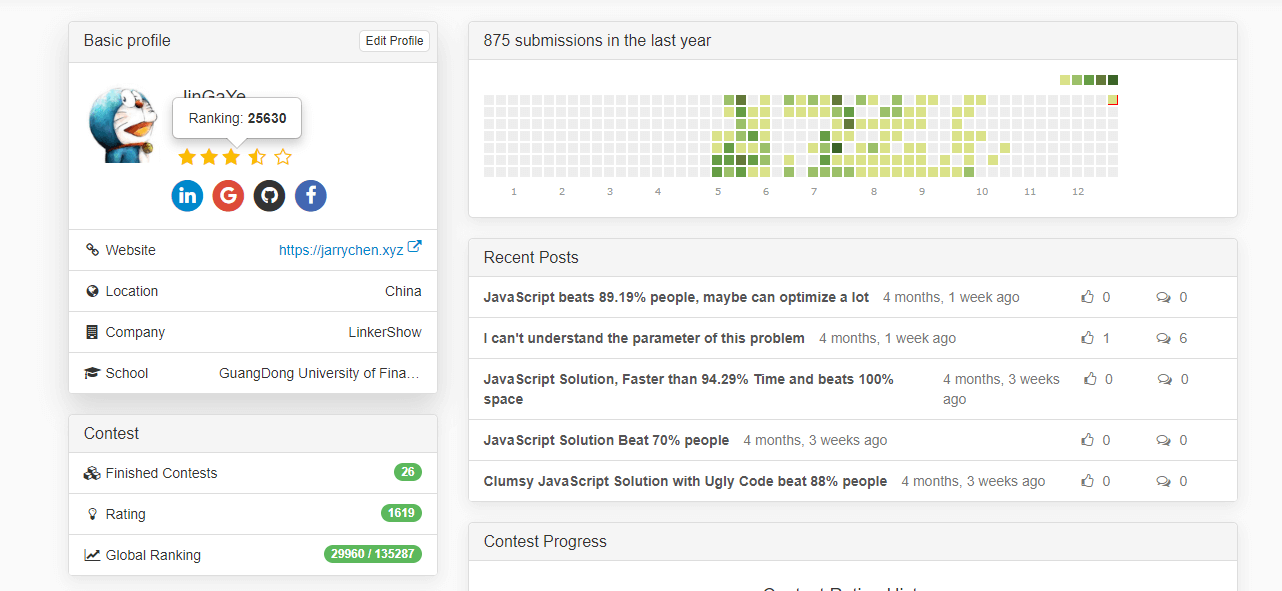 Basic profile
Edit Profile
JinGaYe
Ranking: 25630
Website
https://jarrychen.xyz
Location
China
Company
LinkerShow
School
GuangDong University of Fina…
Contest
Finished Contests
26
Rating
1619
Global Ranking
29960 / 135287
875 submissions in the last year
1 2 3 4 5 6 7 8 9 10 11 12
Recent Posts
JavaScript beats 89.19% people, maybe can optimize a lot 4 months, 1 week ago 0 0
I can't understand the parameter of this problem 4 months, 1 week ago 1 6
JavaScript Solution, Faster than 94.29% Time and beats 100% 4 months, 3 weeks 0 0
space ago
JavaScript Solution Beat 70% people 4 months, 3 weeks ago 0 0
Clumsy JavaScript Solution with Ugly Code beat 88% people 4 months, 3 weeks ago 0 0
Contest Progress